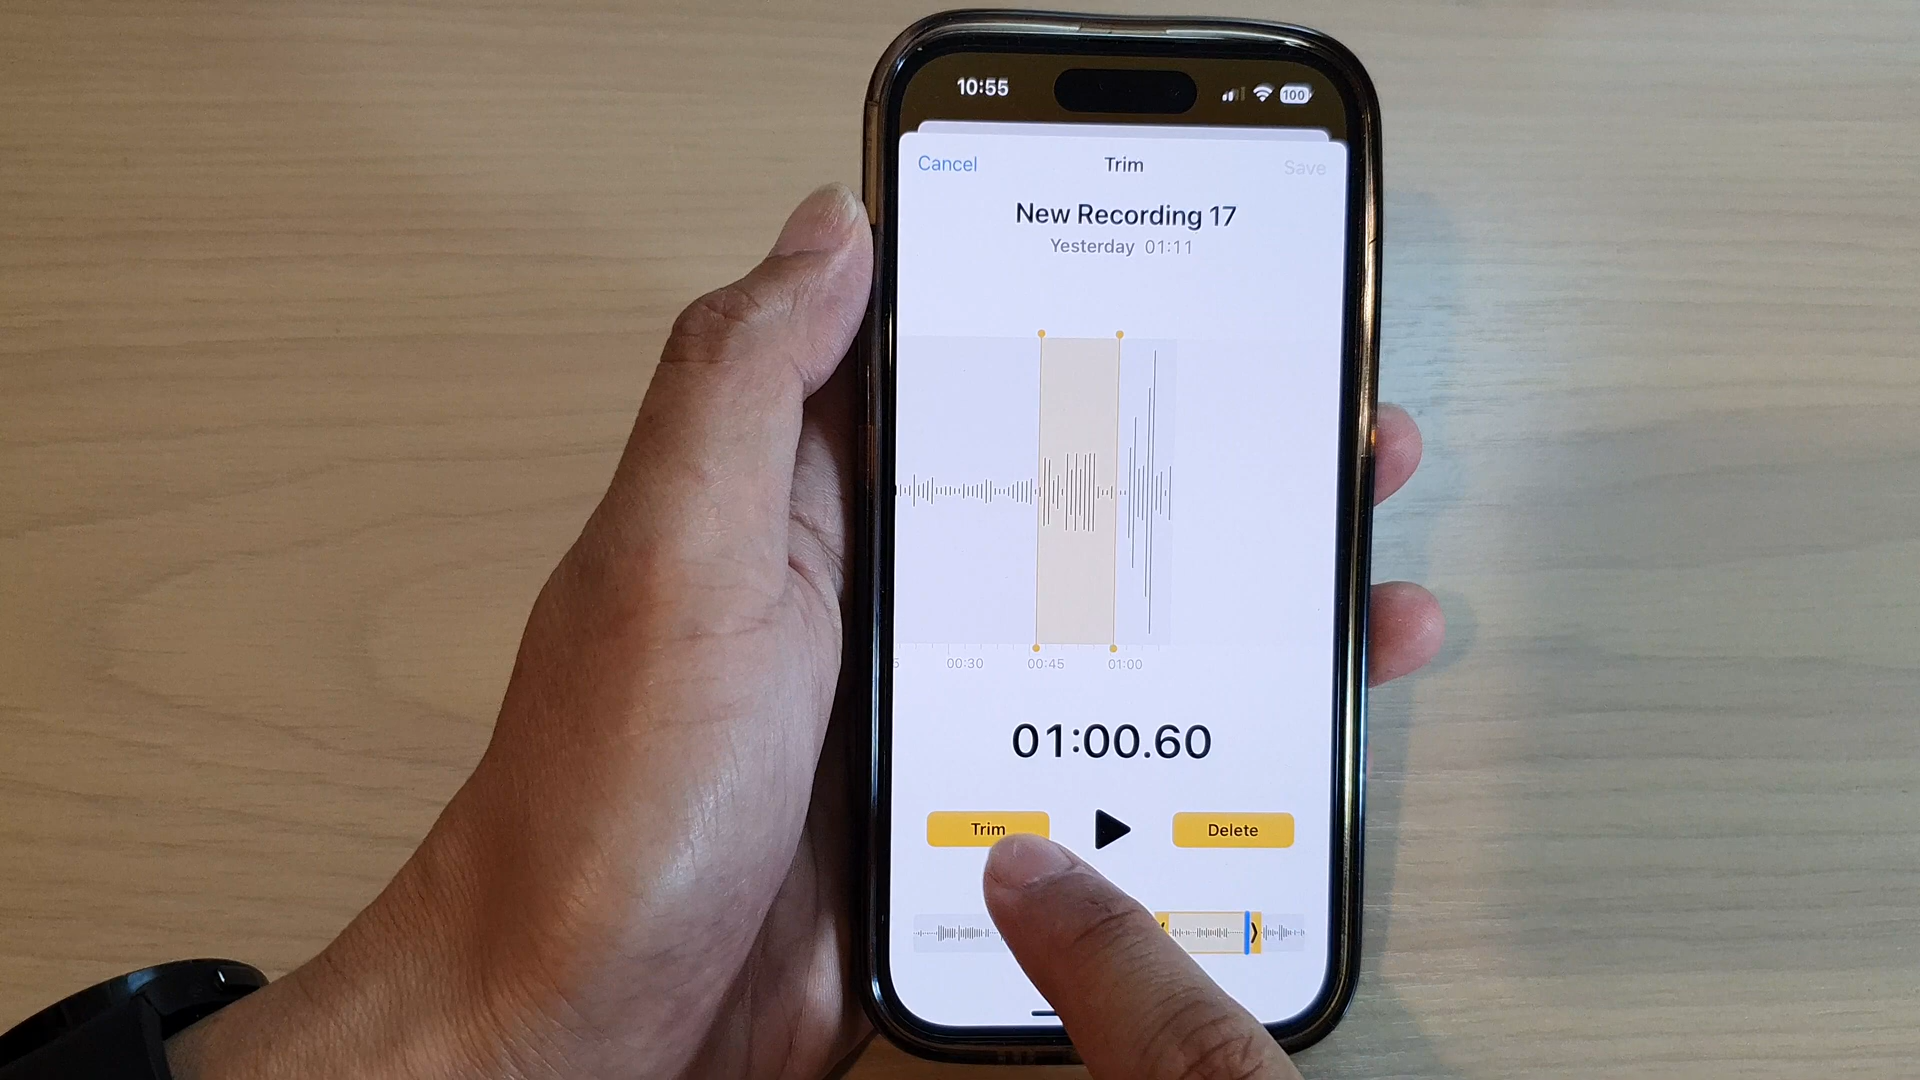 10:55
100
Cancel Trim Save
New Recording 17
Yesterday 01:11
5 00:30 00:45 01:00
01:00.60
Trim Delete